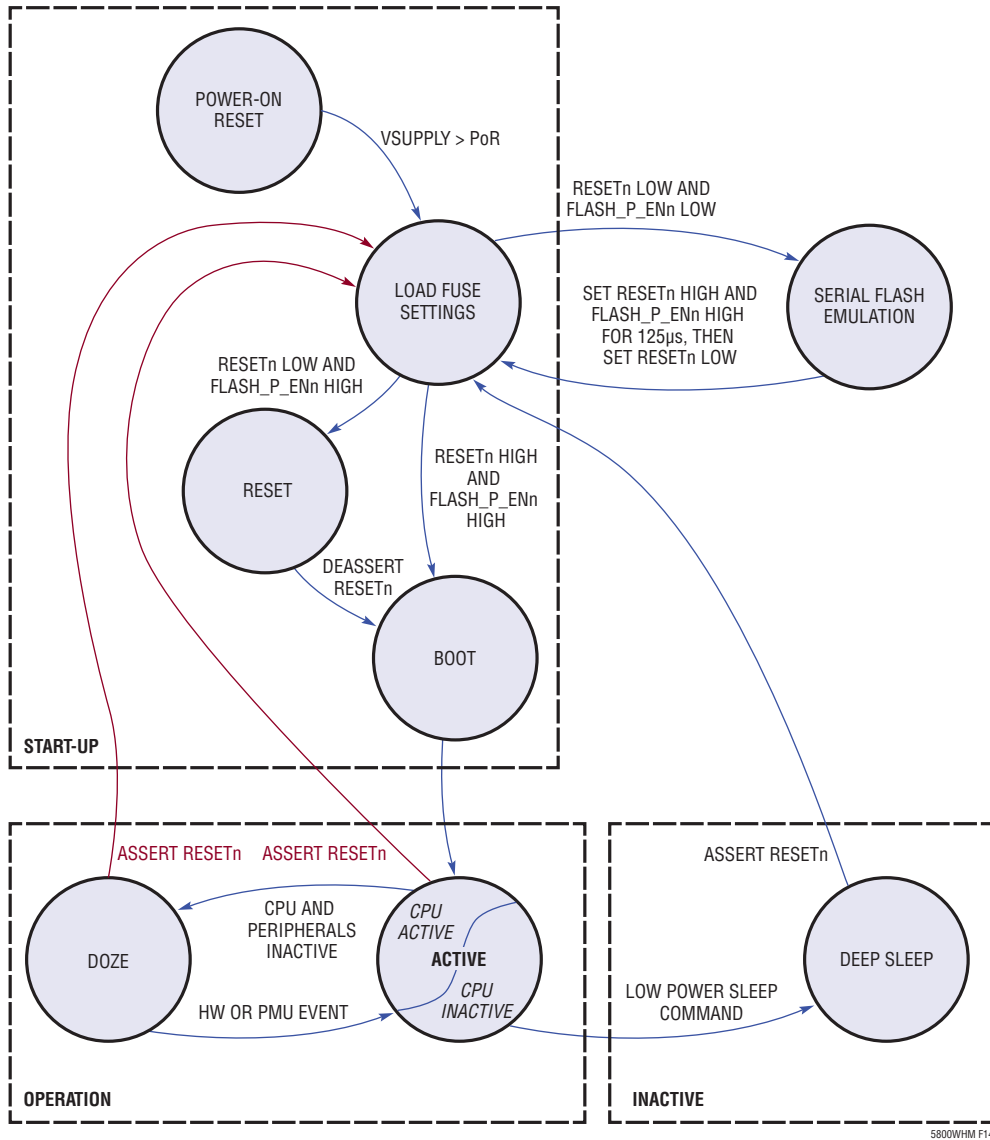 POWER-ON
RESET
VSUPPLY > PoR
RESETn LOW AND
FLASH_P_ENn LOW
LOAD FUSE
SETTINGS
SET RESETn HIGH AND
FLASH_P_ENn HIGH
FOR 125µs, THEN
SET RESETn LOW
SERIAL FLASH
EMULATION
RESETn LOW AND
FLASH_P_ENn HIGH
RESET
RESETn HIGH
AND
FLASH_P_ENn
HIGH
DEASSERT
RESETn
BOOT
START-UP
ASSERT RESETn
ASSERT RESETn
ASSERT RESETn
CPU AND
PERIPHERALS
INACTIVE
CPU
ACTIVE
ACTIVE
CPU
INACTIVE
DOZE
HW OR PMU EVENT
DEEP SLEEP
LOW POWER SLEEP
COMMAND
OPERATION
INACTIVE
5800WHM F14